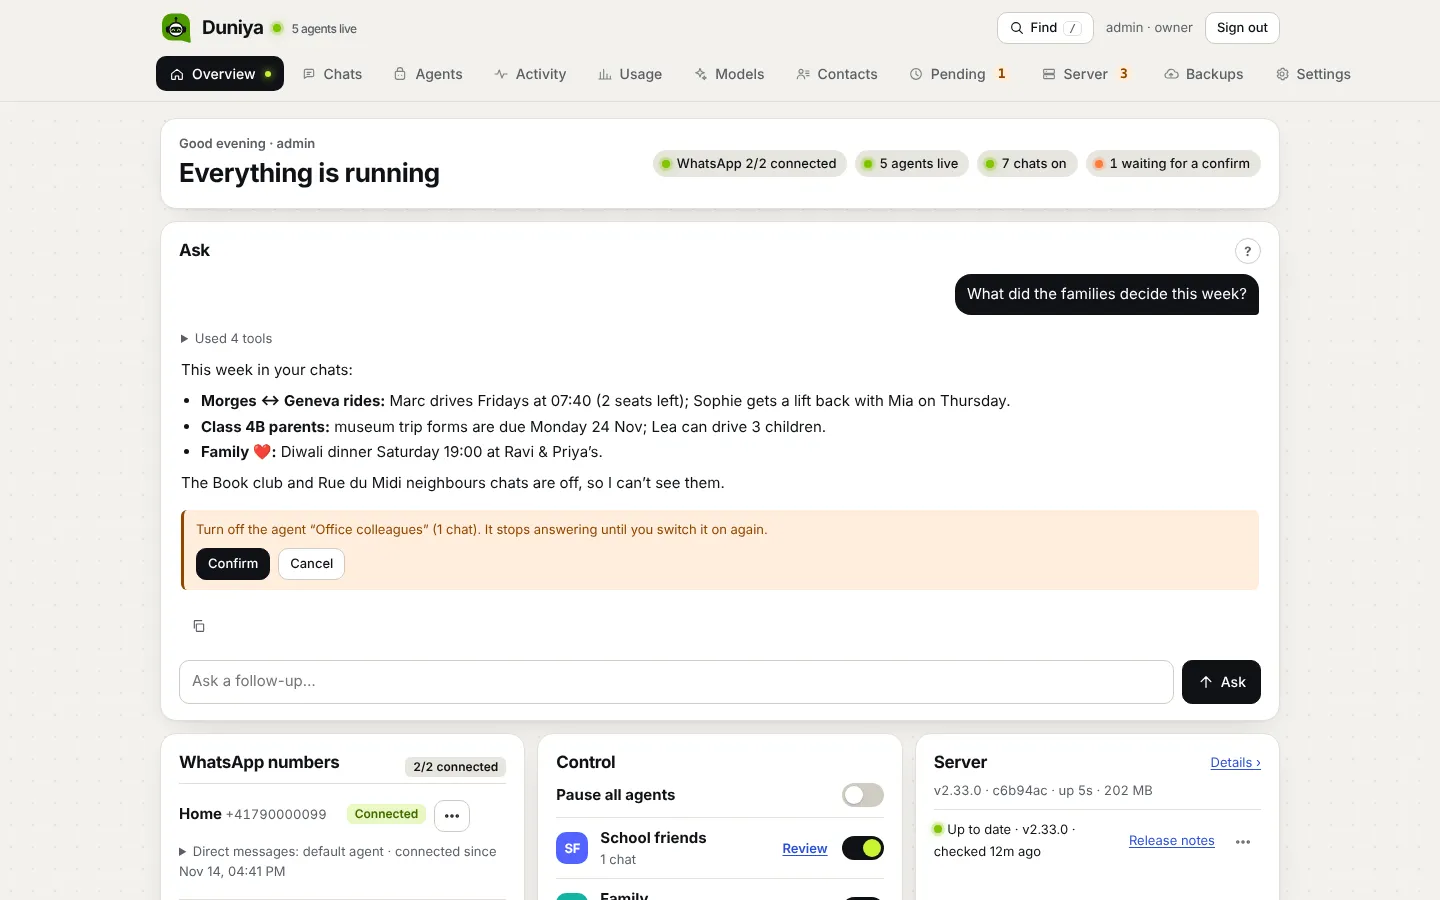 Duniya
5 agents live
Find /
admin · owner
Sign out
Overview
Chats
Agents
Activity
Usage
Models
Contacts
Pending 1
Server 3
Backups
Settings
Good evening · admin
Everything is running
WhatsApp 2/2 connected
5 agents live
7 chats on
1 waiting for a confirm
Ask
?
What did the families decide this week?
Used 4 tools
This week in your chats:
• Morges ↔ Geneva rides: Marc drives Fridays at 07:40 (2 seats left); Sophie gets a lift back with Mia on Thursday.
• Class 4B parents: museum trip forms are due Monday 24 Nov; Lea can drive 3 children.
• Family ❤️: Diwali dinner Saturday 19:00 at Ravi & Priya’s.
The Book club and Rue du Midi neighbours chats are off, so I can’t see them.
Turn off the agent “Office colleagues” (1 chat). It stops answering until you switch it on again.
Confirm
Cancel
Ask a follow-up…
Ask
WhatsApp numbers
2/2 connected
Home +41790000099
Connected
Direct messages: default agent · connected since
Nov 14, 04:41 PM
Control
Pause all agents
SF
School friends
1 chat
Review
Family
Server
Details ›
v2.33.0 · c6b94ac · up 5s · 202 MB
Up to date · v2.33.0 ·
checked 12m ago
Release notes